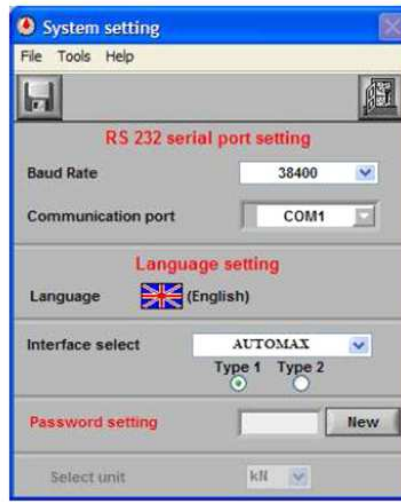 System setting
File Tools Help
RS 232 serial port setting
Baud Rate 38400
Communication port COM1
Language setting
Language (English)
Interface select AUTOMAX
Type 1 Type 2
Password setting New
Select unit kN